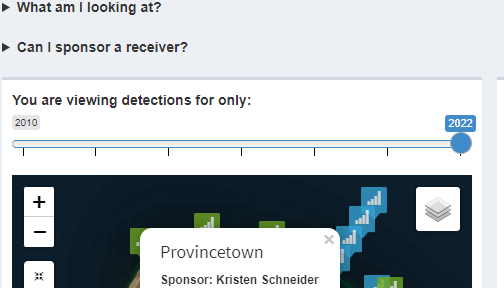 What am I looking at?
Can I sponsor a receiver?
You are viewing detections for only:
2010
2022
+
−
×
Provincetown
Sponsor: Kristen Schneider